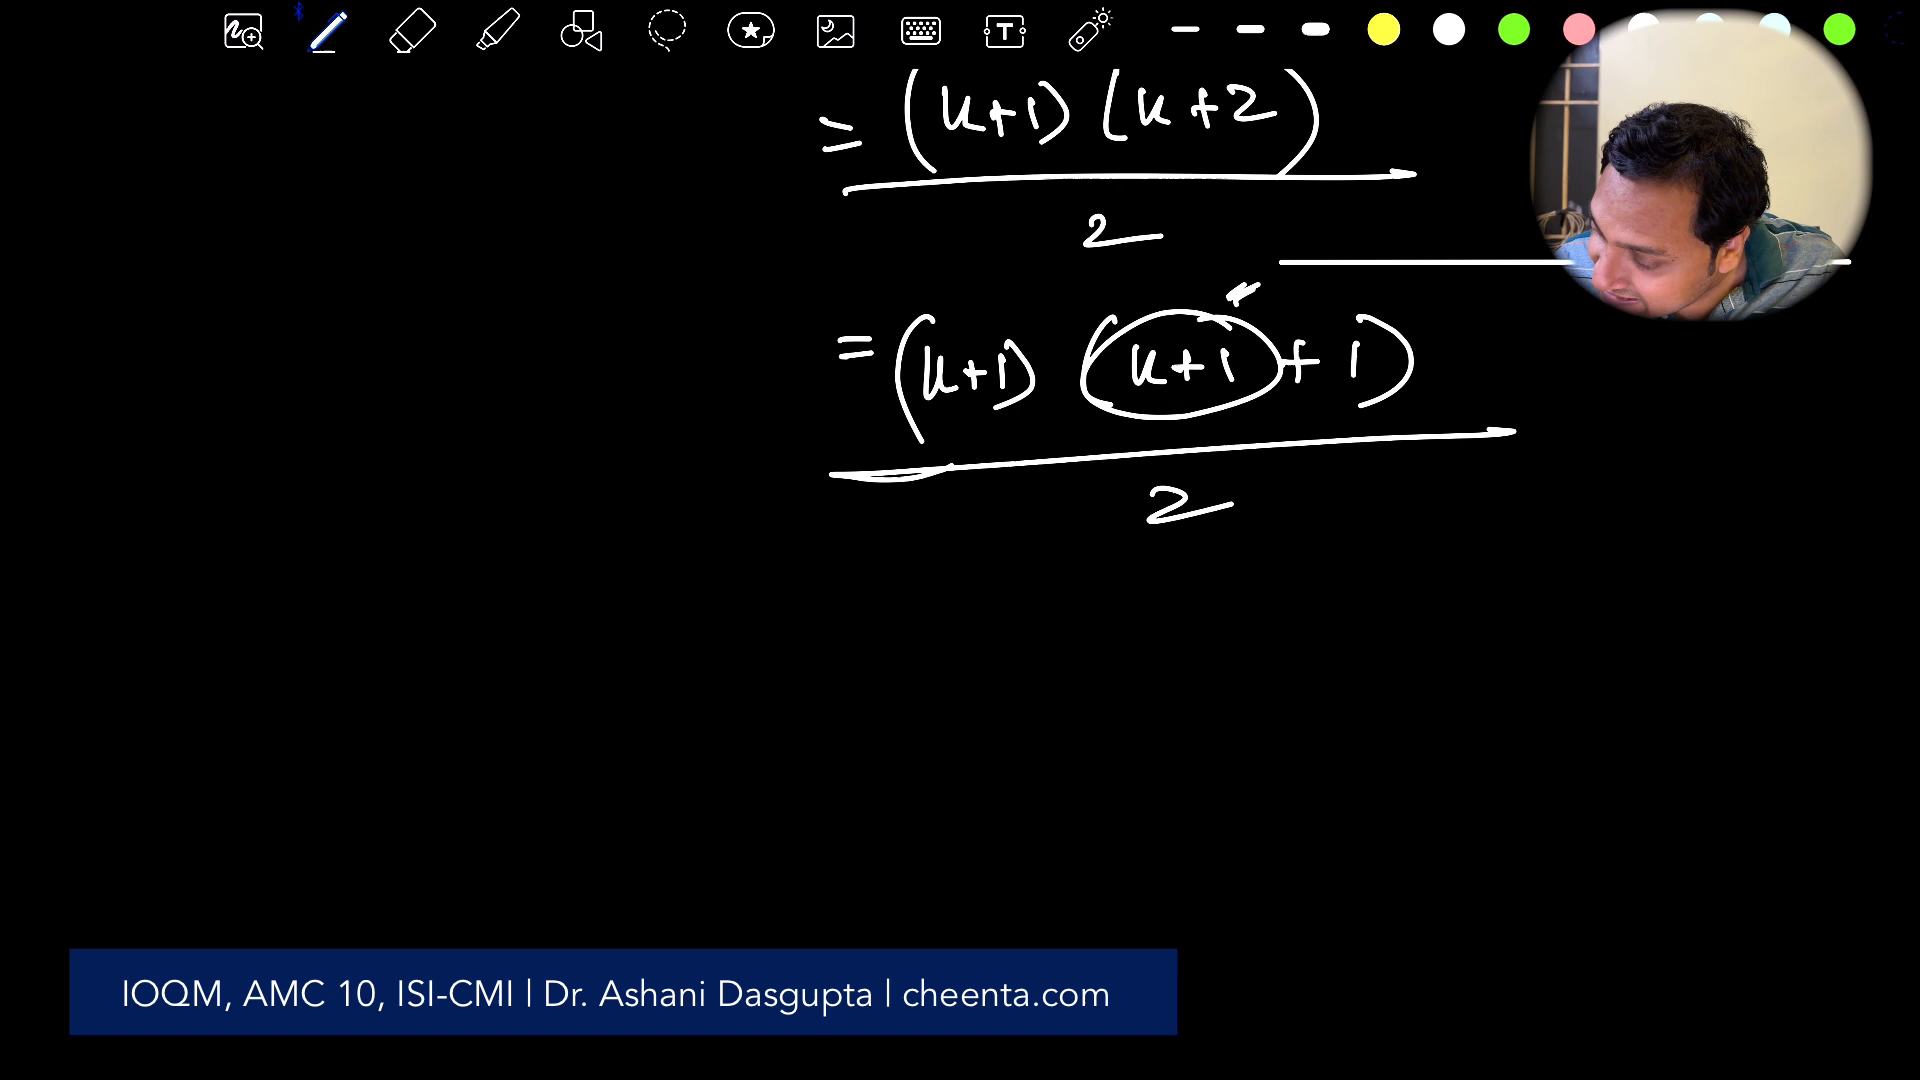 = (k+1) (k+2)
2
= (k+1) (k+1 + 1)
2
IOQM, AMC 10, ISI-CMI | Dr. Ashani Dasgupta | cheenta.com